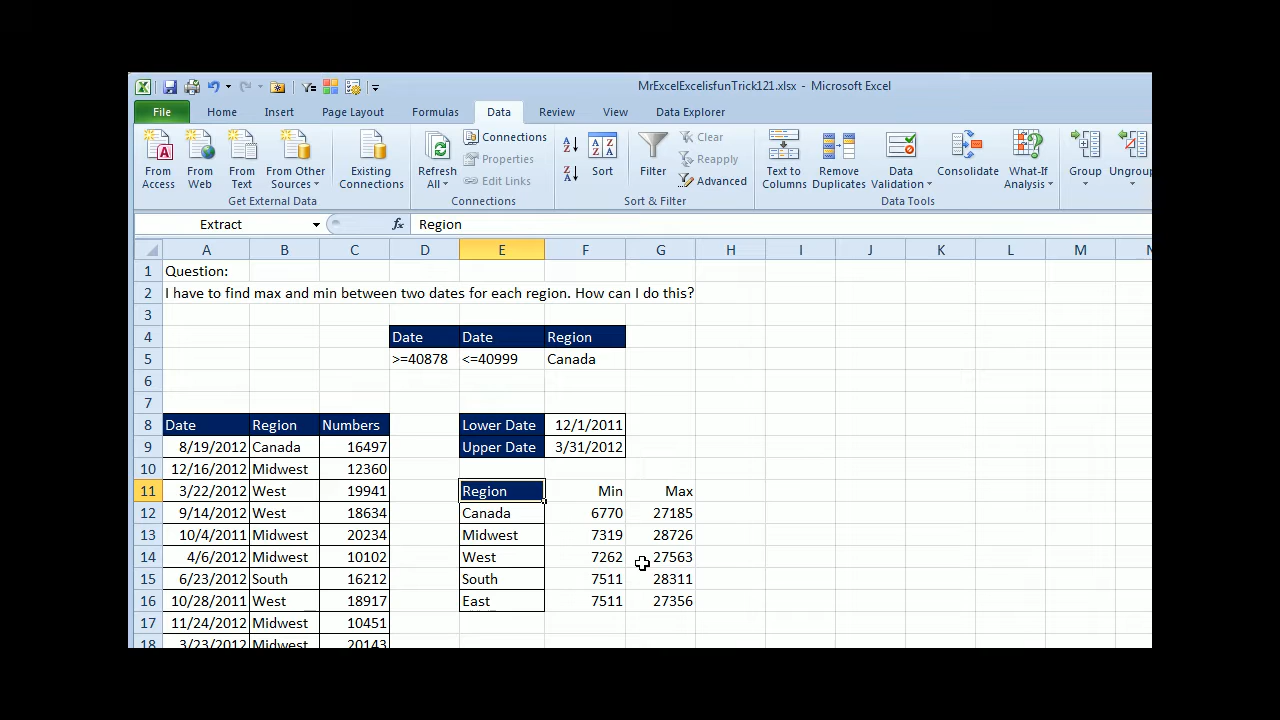 MrExcelExcelisfunTrick121.xlsx - Microsoft Excel
File Home Insert Page Layout Formulas Data Review View Data Explorer
From Access
From Web
From Text
From Other Sources
Existing Connections
Refresh All
Connections
Properties
Edit Links
Sort
Filter
Clear
Reapply
Advanced
Text to Columns
Remove Duplicates
Data Validation
Consolidate
What-If Analysis
Group
Ungroup
Get External Data Connections Sort & Filter Data Tools
Extract fx Region
A B C D E F G H I J K L M N
1 Question:
2 I have to find max and min between two dates for each region. How can I do this?
3
4 Date Date Region
5 >=40878 <=40999 Canada
6
7
8 Date Region Numbers Lower Date 12/1/2011
9 8/19/2012 Canada 16497 Upper Date 3/31/2012
10 12/16/2012 Midwest 12360
11 3/22/2012 West 19941 Region Min Max
12 9/14/2012 West 18634 Canada 6770 27185
13 10/4/2011 Midwest 20234 Midwest 7319 28726
14 4/6/2012 Midwest 10102 West 7262 27563
15 6/23/2012 South 16212 South 7511 28311
16 10/28/2011 West 18917 East 7511 27356
17 11/24/2012 Midwest 10451
18 3/23/2012 Midwest 20143